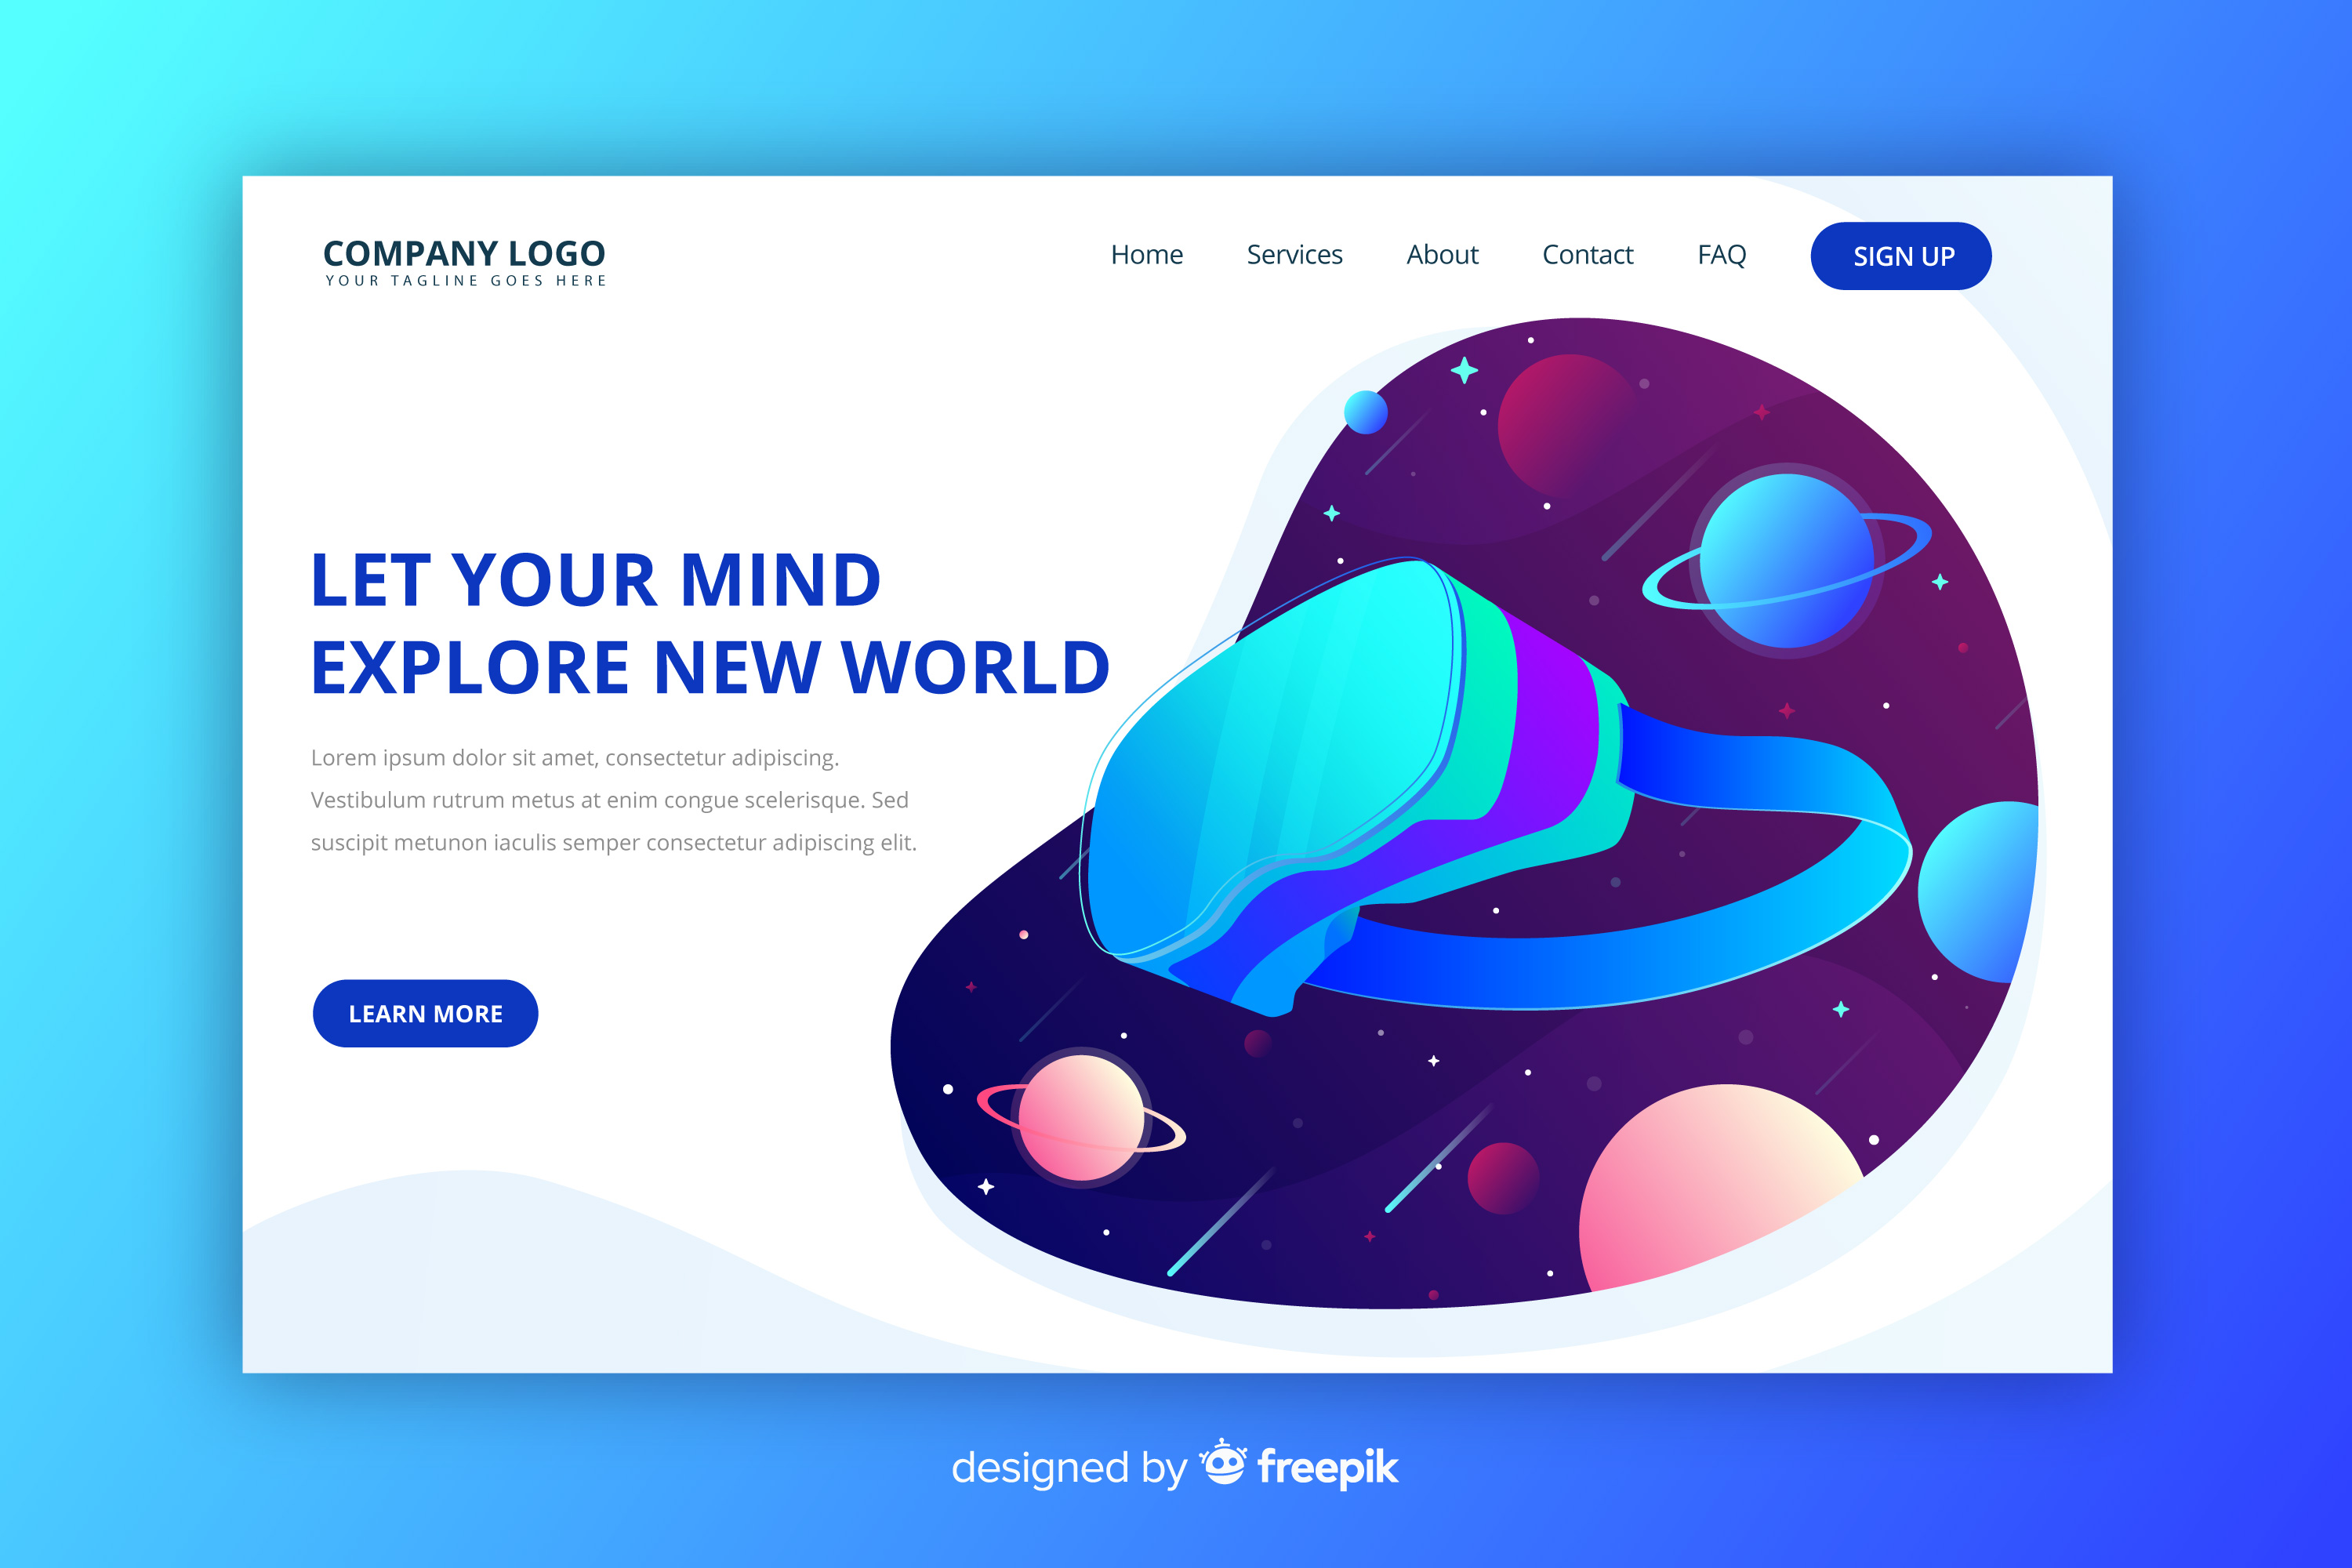 COMPANY LOGO
YOUR TAGLINE GOES HERE
Home Services About Contact FAQ SIGN UP
LET YOUR MIND
EXPLORE NEW WORLD
Lorem ipsum dolor sit amet, consectetur adipiscing.
Vestibulum rutrum metus at enim congue scelerisque. Sed
suscipit metunon iaculis semper consectetur adipiscing elit.
LEARN MORE
designed by freepik